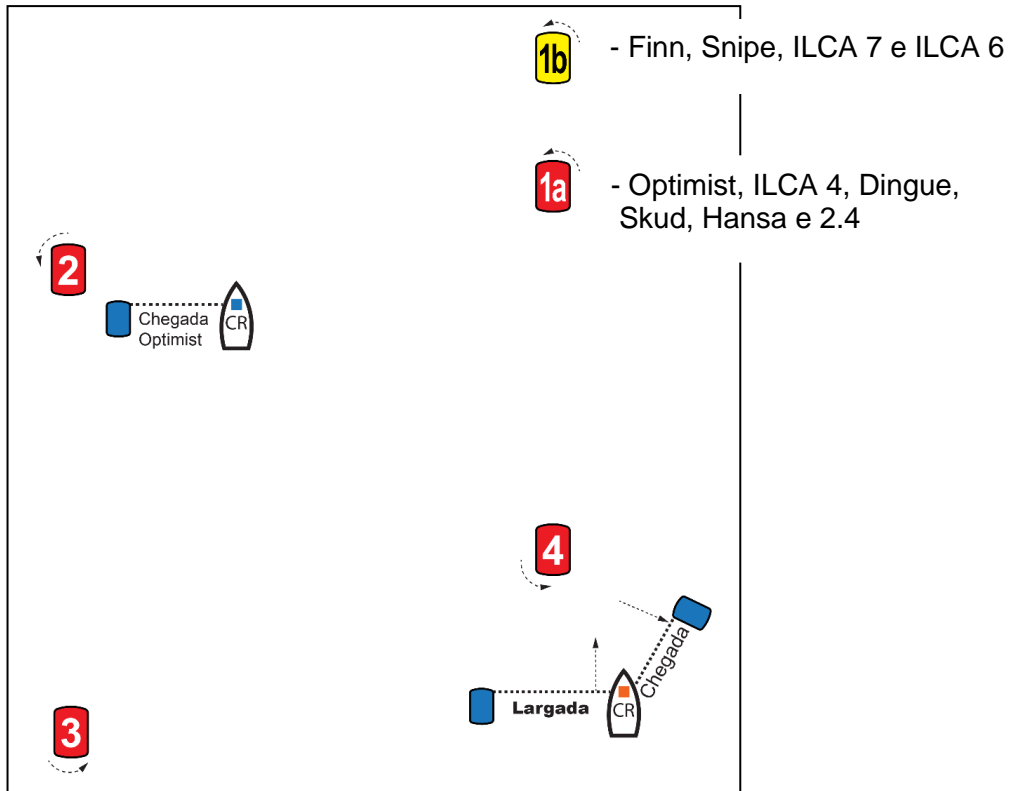 1b
- Finn, Snipe, ILCA 7 e ILCA 6
1a
- Optimist, ILCA 4, Dingue,
Skud, Hansa e 2.4
2
Chegada
Optimist
CR
4
Chegada
Largada
CR
3